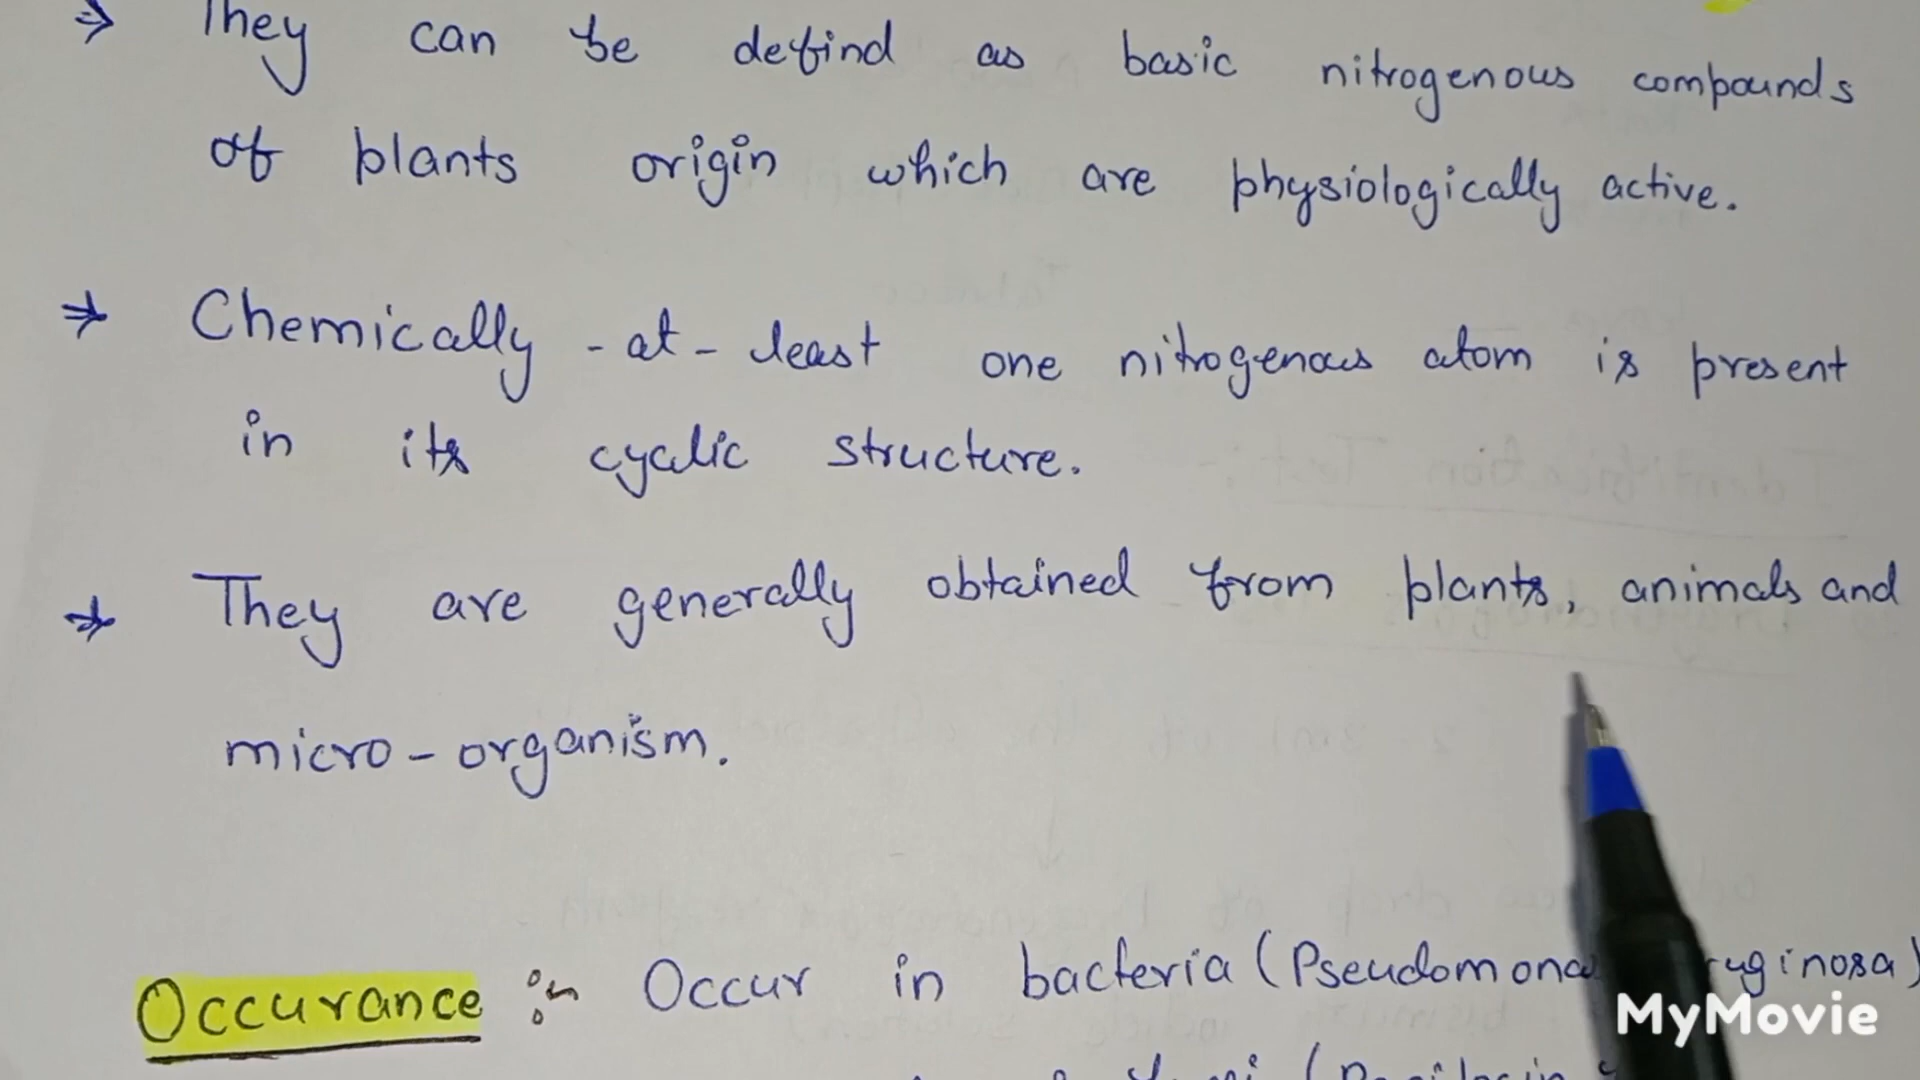 ⇒ They can be defind as basic nitrogenous compounds
of plants origin which are physiologically active.
⇒ Chemically - at - least one nitrogenous atom is present
in its cyclic structure.
⇒ They are generally obtained from plants, animals and
micro-organism.
Occurance :- Occur in bacteria (Pseudomona ruginosa)
MyMovie